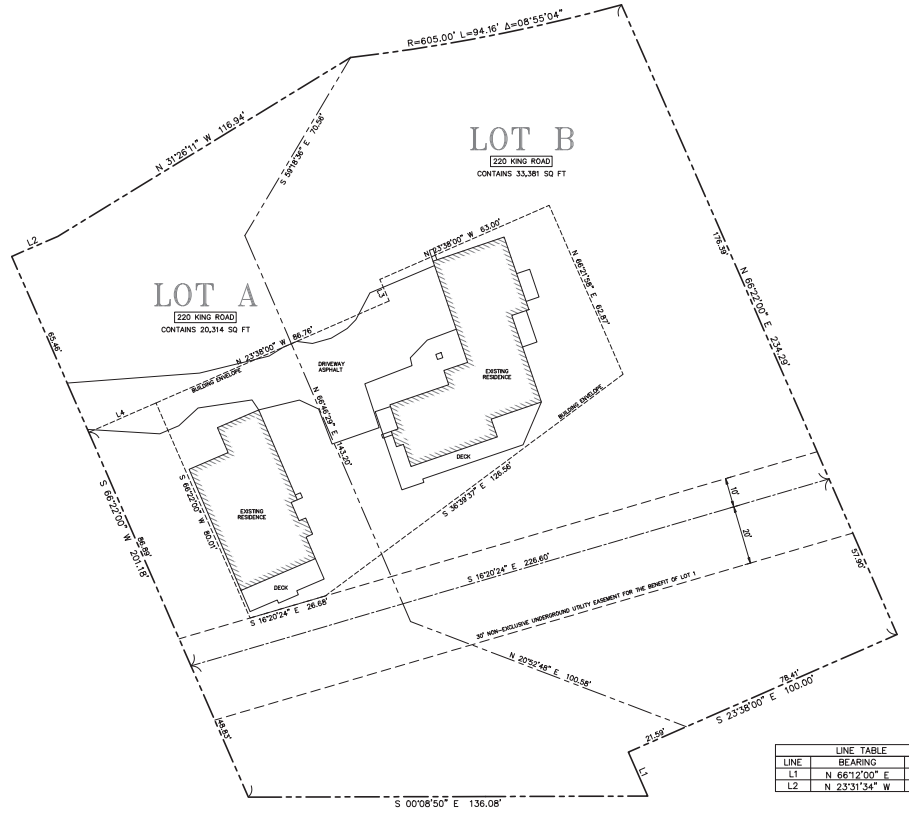 R=605.00' L=94.16' Δ=08°55'04"
N 31°26'11" W 116.94'
S 59°18'36" E 70.56'
LOT B
220 KING ROAD
CONTAINS 33,381 SQ FT
L2
N 23°38'00" W 63.00'
176.39'
N 66°22'00" E 234.29'
N 66°21'58" E 62.87'
L3
LOT A
220 KING ROAD
CONTAINS 20,314 SQ FT
65.46'
N 23°38'00" W 86.76'
BUILDING ENVELOPE
DRIVEWAY
ASPHALT
EXISTING
RESIDENCE
BUILDING ENVELOPE
L4
N 66°46'29" E 143.20'
DECK
S 66°22'00" W 201.18'
86.89'
S 66°22'00" W 80.01'
S 36°39'37" E 126.56'
EXISTING
RESIDENCE
DECK
10'
20'
S 16°20'24" E 226.60'
57.90'
S 16°20'24" E 26.68'
30' NON-EXCLUSIVE UNDERGROUND UTILITY EASEMENT FOR THE BENEFIT OF LOT 1
N 20°52'48" E 100.58'
78.41'
S 23°38'00" E 100.00'
48.83'
21.59'
L1
S 00°08'50" E 136.08'
LINE TABLE
LINE BEARING
L1 N 66°12'00" E
L2 N 23°31'34" W